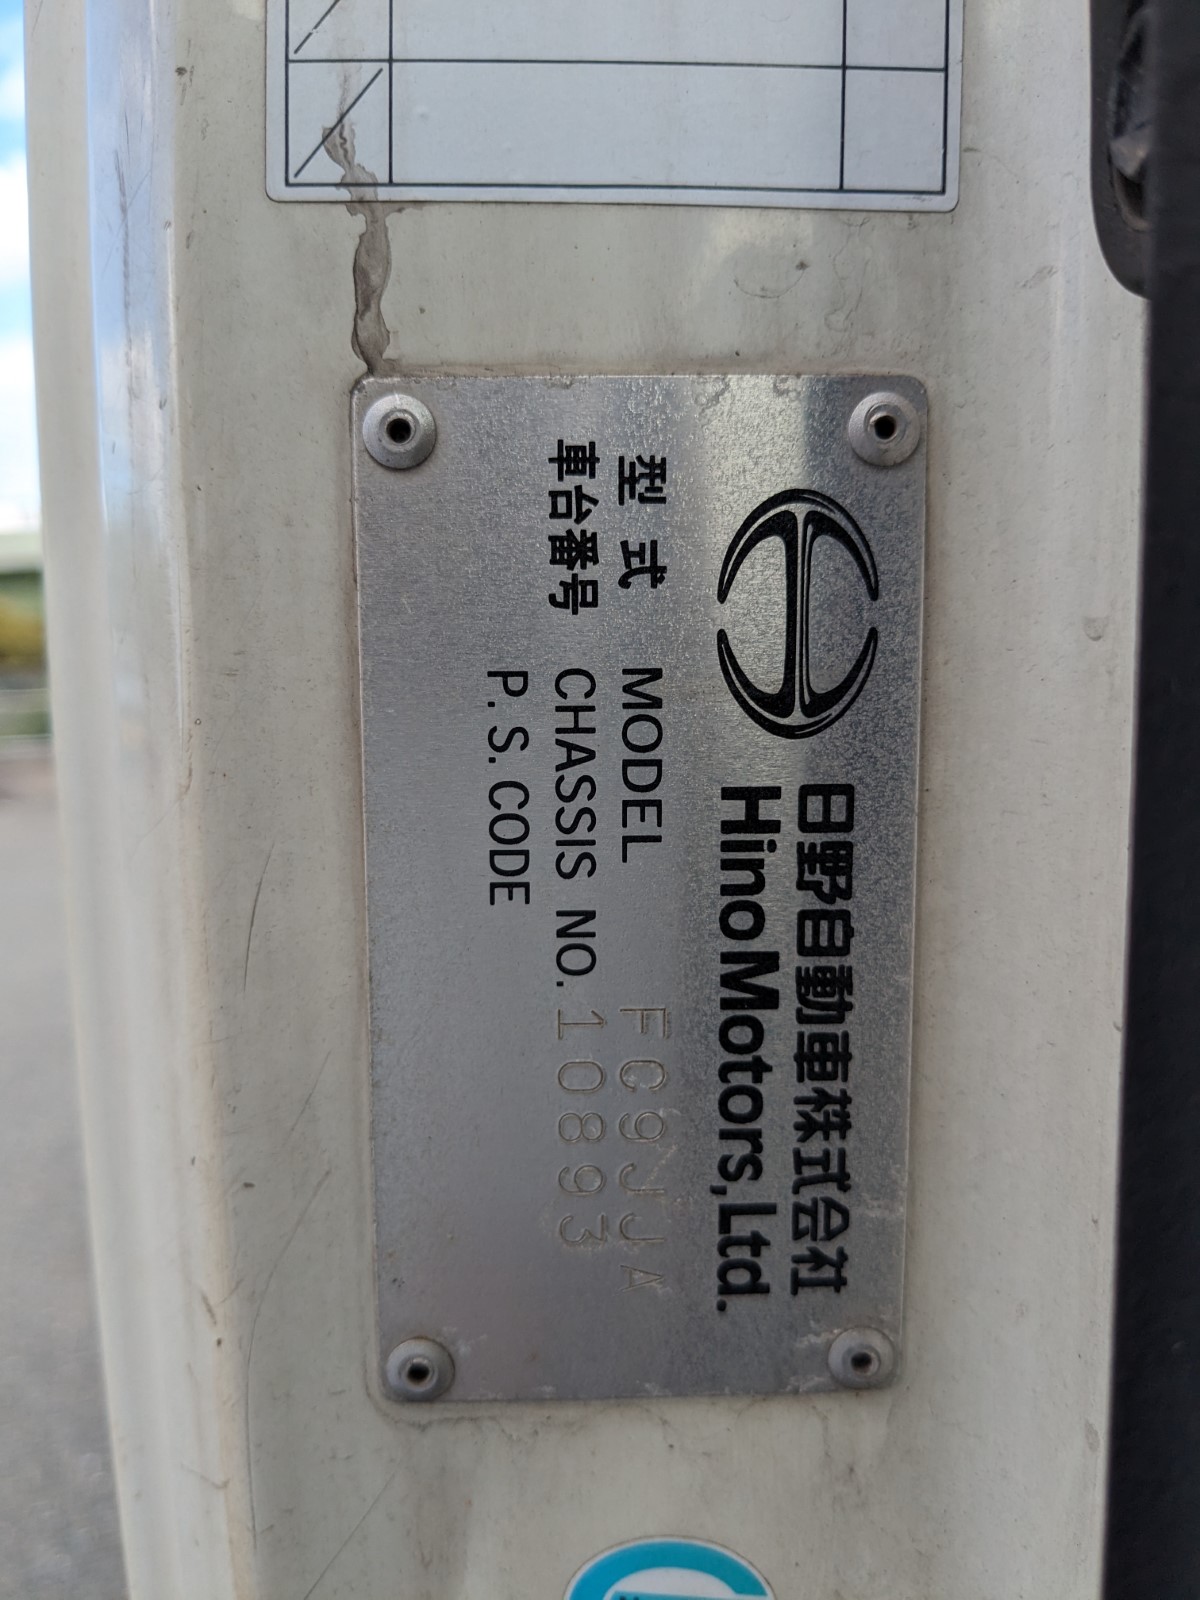 日野自動車株式会社
Hino Motors,Ltd.
型式 MODEL FC9JJJA
車台番号 CHASSIS NO. 10893
P.S.CODE